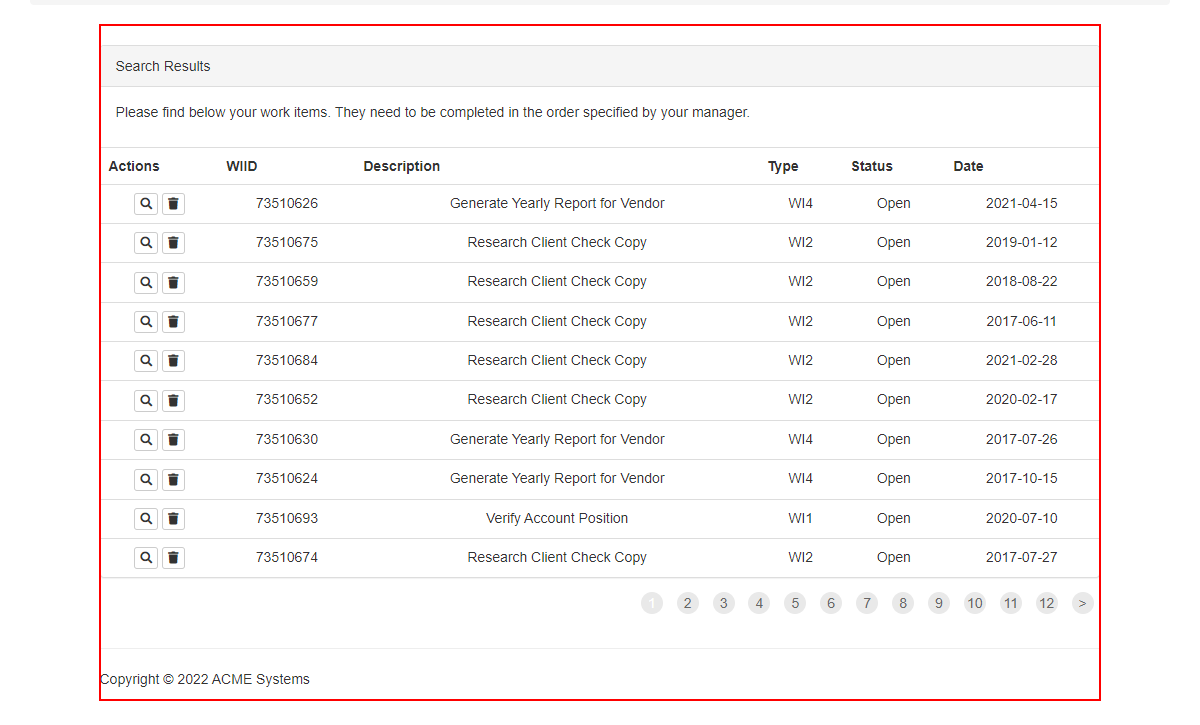 Search Results
Please find below your work items. They need to be completed in the order specified by your manager.
Actions WIID Description Type Status Date
73510626 Generate Yearly Report for Vendor WI4 Open 2021-04-15
73510675 Research Client Check Copy WI2 Open 2019-01-12
73510659 Research Client Check Copy WI2 Open 2018-08-22
73510677 Research Client Check Copy WI2 Open 2017-06-11
73510684 Research Client Check Copy WI2 Open 2021-02-28
73510652 Research Client Check Copy WI2 Open 2020-02-17
73510630 Generate Yearly Report for Vendor WI4 Open 2017-07-26
73510624 Generate Yearly Report for Vendor WI4 Open 2017-10-15
73510693 Verify Account Position WI1 Open 2020-07-10
73510674 Research Client Check Copy WI2 Open 2017-07-27
1 2 3 4 5 6 7 8 9 10 11 12 >
Copyright © 2022 ACME Systems